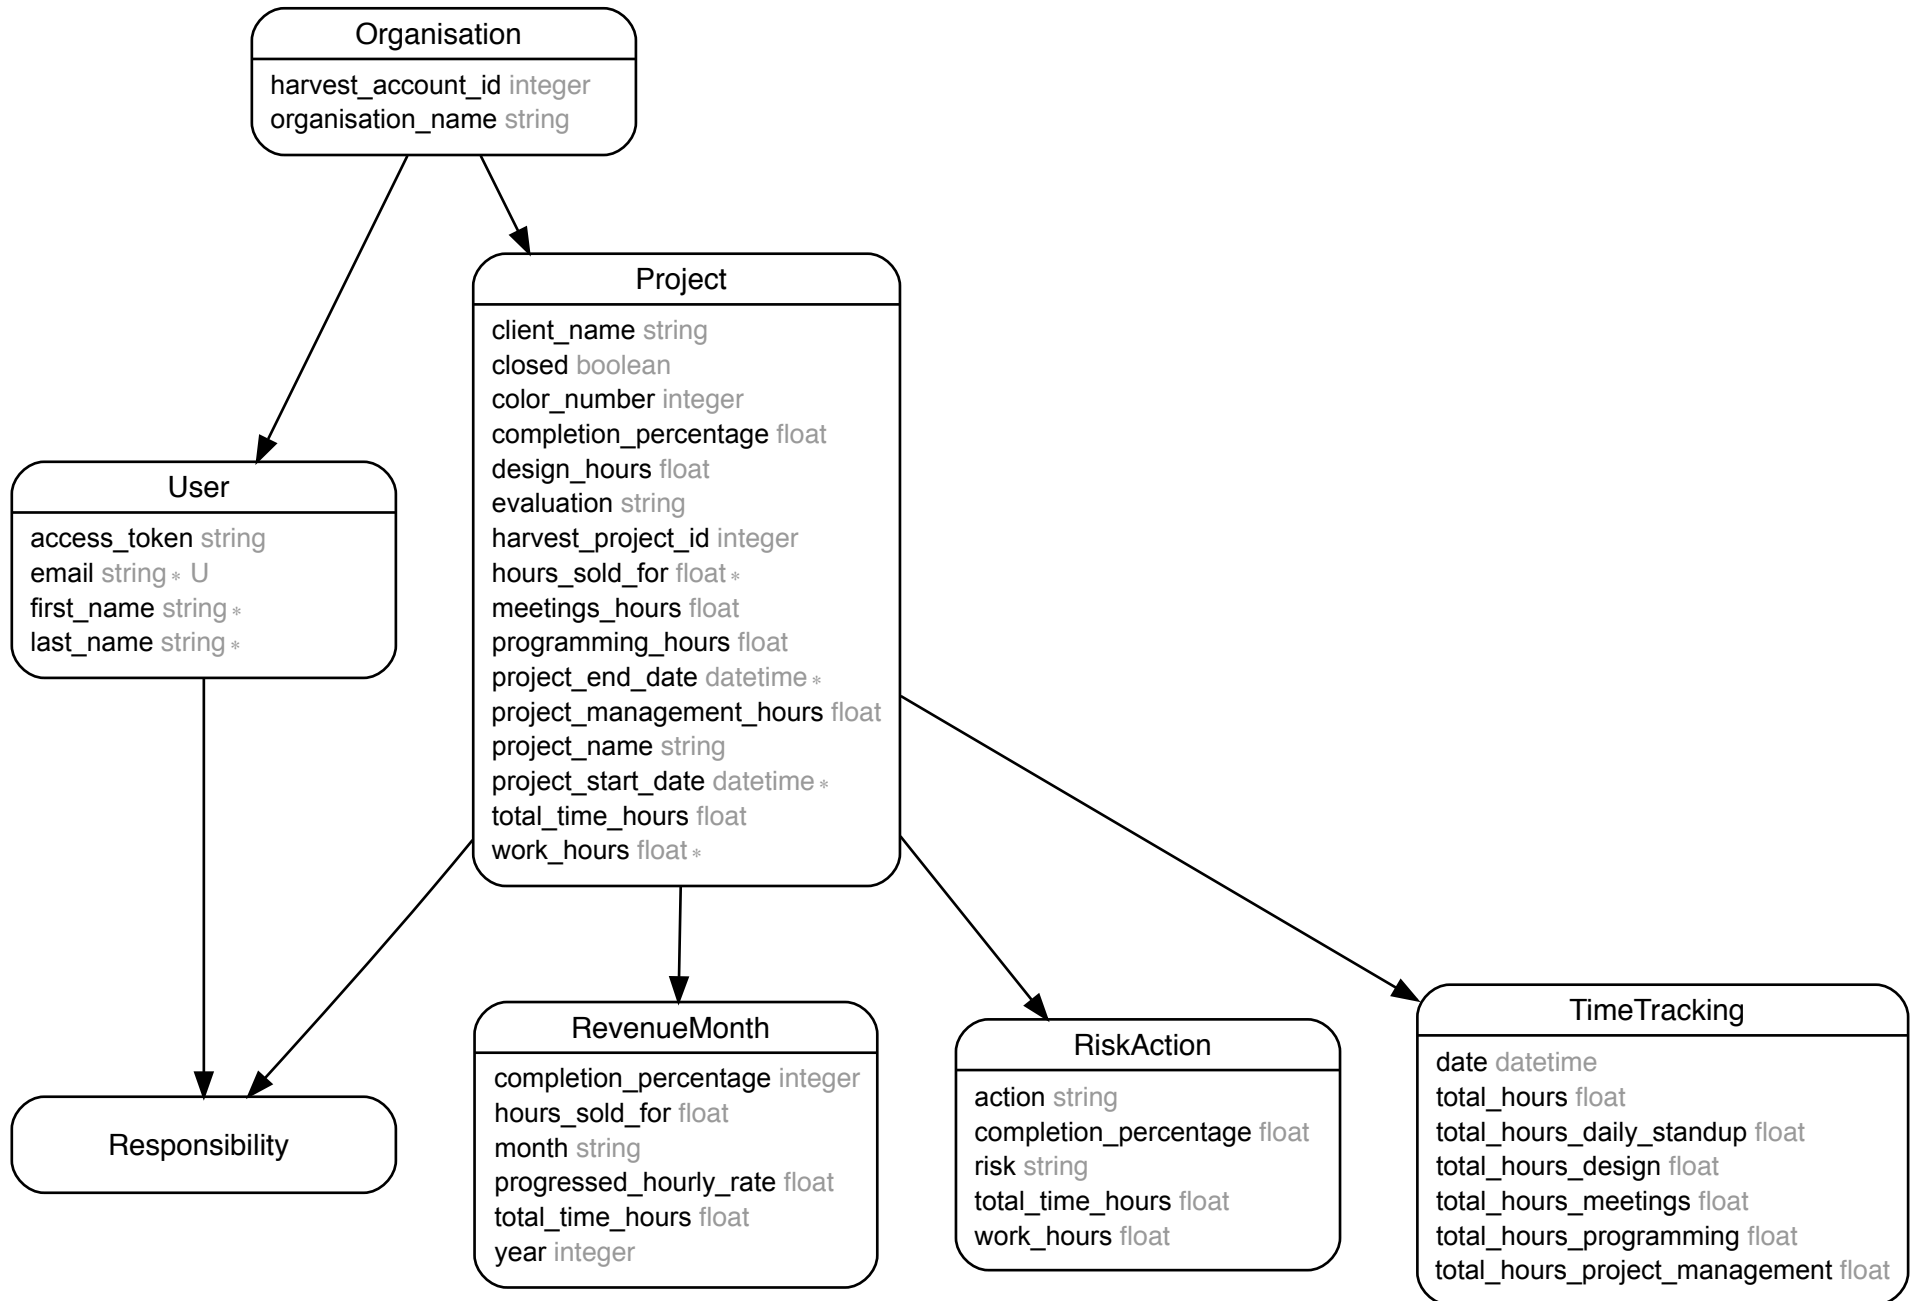 Organisation
harvest_account_id integer
organisation_name string
Project
client_name string
closed boolean
color_number integer
completion_percentage float
design_hours float
evaluation string
harvest_project_id integer
hours_sold_for float *
meetings_hours float
programming_hours float
project_end_date datetime *
project_management_hours float
project_name string
project_start_date datetime *
total_time_hours float
work_hours float *
User
access_token string
email string * U
first_name string *
last_name string *
Responsibility
RevenueMonth
completion_percentage integer
hours_sold_for float
month string
progressed_hourly_rate float
total_time_hours float
year integer
RiskAction
action string
completion_percentage float
risk string
total_time_hours float
work_hours float
TimeTracking
date datetime
total_hours float
total_hours_daily_standup float
total_hours_design float
total_hours_meetings float
total_hours_programming float
total_hours_project_management float